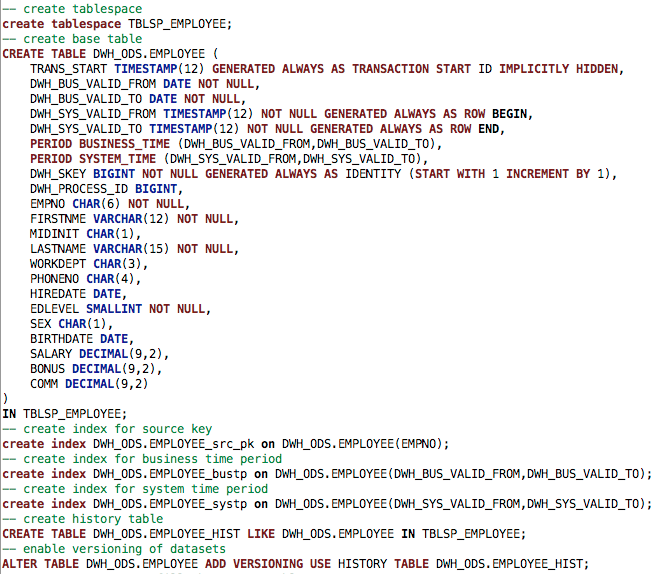 -- create tablespace
create tablespace TBLSP_EMPLOYEE;
-- create base table
CREATE TABLE DWH_ODS.EMPLOYEE (
    TRANS_START TIMESTAMP(12) GENERATED ALWAYS AS TRANSACTION START ID IMPLICITLY HIDDEN,
    DWH_BUS_VALID_FROM DATE NOT NULL,
    DWH_BUS_VALID_TO DATE NOT NULL,
    DWH_SYS_VALID_FROM TIMESTAMP(12) NOT NULL GENERATED ALWAYS AS ROW BEGIN,
    DWH_SYS_VALID_TO TIMESTAMP(12) NOT NULL GENERATED ALWAYS AS ROW END,
    PERIOD BUSINESS_TIME (DWH_BUS_VALID_FROM,DWH_BUS_VALID_TO),
    PERIOD SYSTEM_TIME (DWH_SYS_VALID_FROM,DWH_SYS_VALID_TO),
    DWH_SKEY BIGINT NOT NULL GENERATED ALWAYS AS IDENTITY (START WITH 1 INCREMENT BY 1),
    DWH_PROCESS_ID BIGINT,
    EMPNO CHAR(6) NOT NULL,
    FIRSTNME VARCHAR(12) NOT NULL,
    MIDINIT CHAR(1),
    LASTNAME VARCHAR(15) NOT NULL,
    WORKDEPT CHAR(3),
    PHONENO CHAR(4),
    HIREDATE DATE,
    EDLEVEL SMALLINT NOT NULL,
    SEX CHAR(1),
    BIRTHDATE DATE,
    SALARY DECIMAL(9,2),
    BONUS DECIMAL(9,2),
    COMM DECIMAL(9,2)
)
IN TBLSP_EMPLOYEE;
-- create index for source key
create index DWH_ODS.EMPLOYEE_src_pk on DWH_ODS.EMPLOYEE(EMPNO);
-- create index for business time period
create index DWH_ODS.EMPLOYEE_bustp on DWH_ODS.EMPLOYEE(DWH_BUS_VALID_FROM,DWH_BUS_VALID_TO);
-- create index for system time period
create index DWH_ODS.EMPLOYEE_systp on DWH_ODS.EMPLOYEE(DWH_SYS_VALID_FROM,DWH_SYS_VALID_TO);
-- create history table
CREATE TABLE DWH_ODS.EMPLOYEE_HIST LIKE DWH_ODS.EMPLOYEE IN TBLSP_EMPLOYEE;
-- enable versioning of datasets
ALTER TABLE DWH_ODS.EMPLOYEE ADD VERSIONING USE HISTORY TABLE DWH_ODS.EMPLOYEE_HIST;